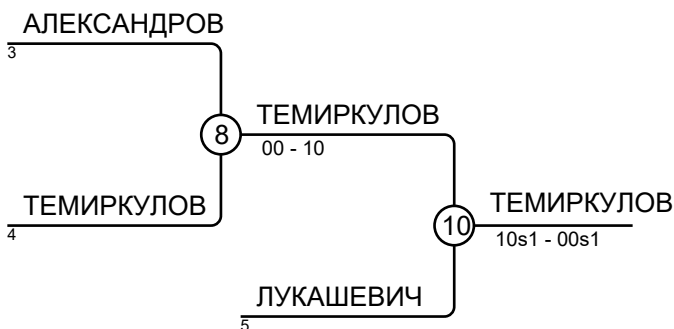 АЛЕКСАНДРОВ
3
8
ТЕМИРКУЛОВ
00 - 10
ТЕМИРКУЛОВ
4
10
ТЕМИРКУЛОВ
10s1 - 00s1
ЛУКАШЕВИЧ
5